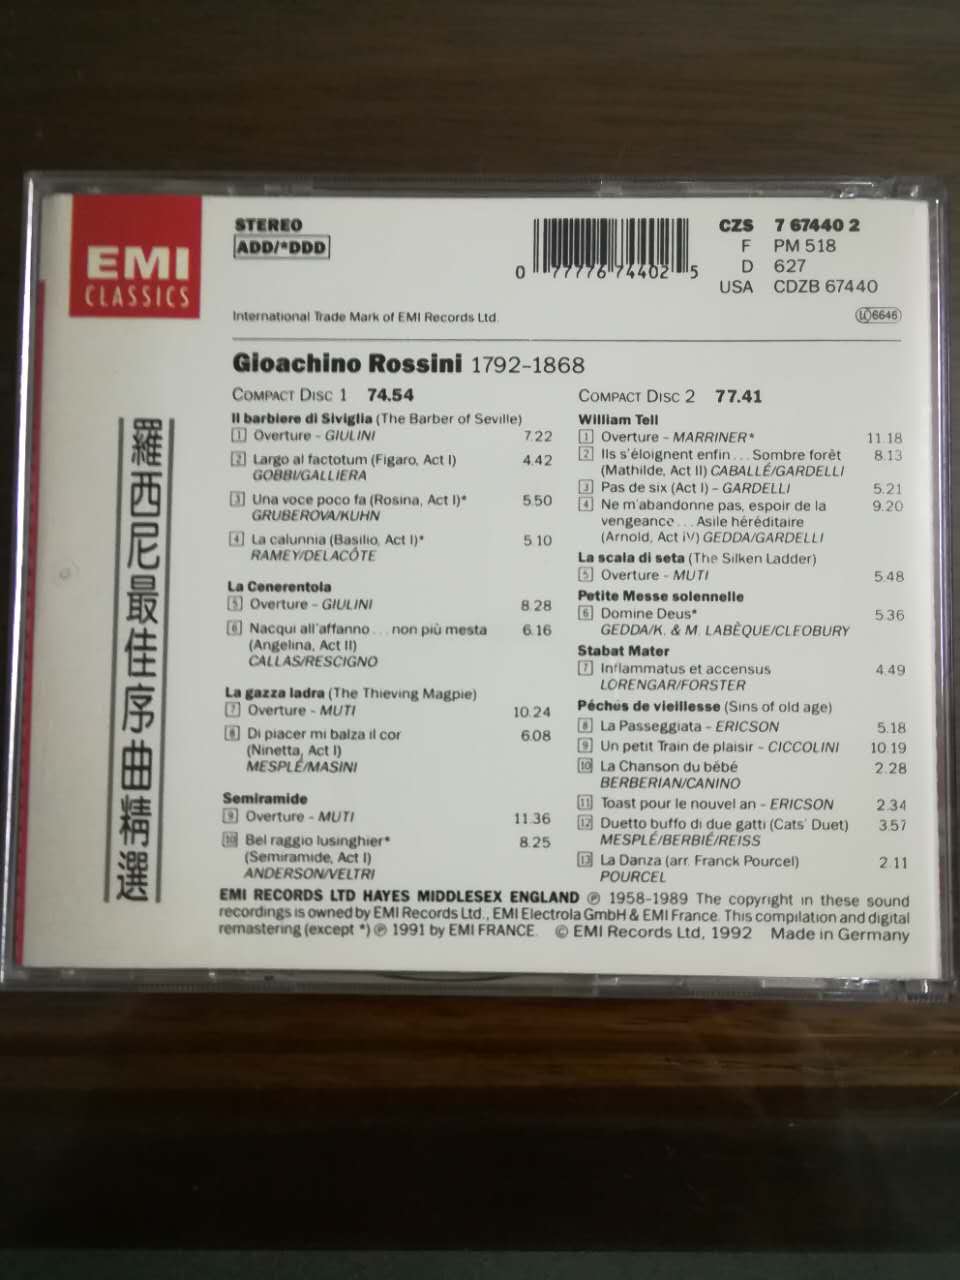 EMI
CLASSICS
STEREO
ADD/*DDD
0 77776 74402 5
CZS 7 67440 2
F PM 518
D 627
USA CDZB 67440
International Trade Mark of EMI Records Ltd.
LC 6646
Gioachino Rossini 1792-1868
COMPACT DISC 1 74.54
Il barbiere di Siviglia (The Barber of Seville)
1 Overture - GIULINI 7.22
2 Largo al factotum (Figaro, Act I) 4.42
GOBBI/GALLIERA
3 Una voce poco fa (Rosina, Act I)* 5.50
GRUBEROVA/KUHN
4 La calunnia (Basilio, Act I)* 5.10
RAMEY/DELACÔTE
La Cenerentola
5 Overture - GIULINI 8.28
6 Nacqui all'affanno ... non più mesta 6.16
(Angelina, Act II)
CALLAS/RESCIGNO
La gazza ladra (The Thieving Magpie)
7 Overture - MUTI 10.24
8 Di piacer mi balza il cor 6.08
(Ninetta, Act I)
MESPLÉ/MASINI
Semiramide
9 Overture - MUTI 11.36
10 Bel raggio lusinghier* 8.25
(Semiramide, Act I)
ANDERSON/VELTRI
COMPACT DISC 2 77.41
William Tell
1 Overture - MARRINER* 11.18
2 Ils s'éloignent enfin ... Sombre forêt 8.13
(Mathilde, Act II) CABALLÉ/GARDELLI
3 Pas de six (Act I) - GARDELLI 5.21
4 Ne m'abandonne pas, espoir de la 9.20
vengeance ... Asile héréditaire
(Arnold, Act IV) GEDDA/GARDELLI
La scala di seta (The Silken Ladder)
5 Overture - MUTI 5.48
Petite Messe solennelle
6 Domine Deus* 5.36
GEDDA/K. & M. LABÈQUE/CLEOBURY
Stabat Mater
7 Inflammatus et accensus 4.49
LORENGAR/FORSTER
Péchés de vieillesse (Sins of old age)
8 La Passeggiata - ERICSON 5.18
9 Un petit Train de plaisir - CICCOLINI 10.19
10 La Chanson du bébé 2.28
BERBERIAN/CANINO
11 Toast pour le nouvel an - ERICSON 2.34
12 Duetto buffo di due gatti (Cats' Duet) 3.57
MESPLÉ/BERBIÉ/REISS
13 La Danza (arr. Franck Pourcel) 2.11
POURCEL
EMI RECORDS LTD HAYES MIDDLESEX ENGLAND ℗ 1958-1989 The copyright in these sound
recordings is owned by EMI Records Ltd., EMI Electrola GmbH & EMI France. This compilation and digital
remastering (except *) ℗ 1991 by EMI FRANCE. © EMI Records Ltd, 1992 Made in Germany
羅西尼最佳序曲精選